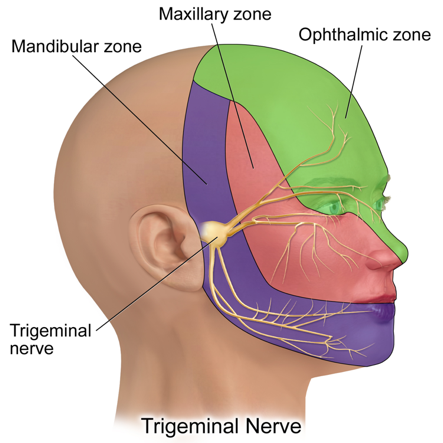 Maxillary zone
Ophthalmic zone
Mandibular zone
Trigeminal
nerve
Trigeminal Nerve